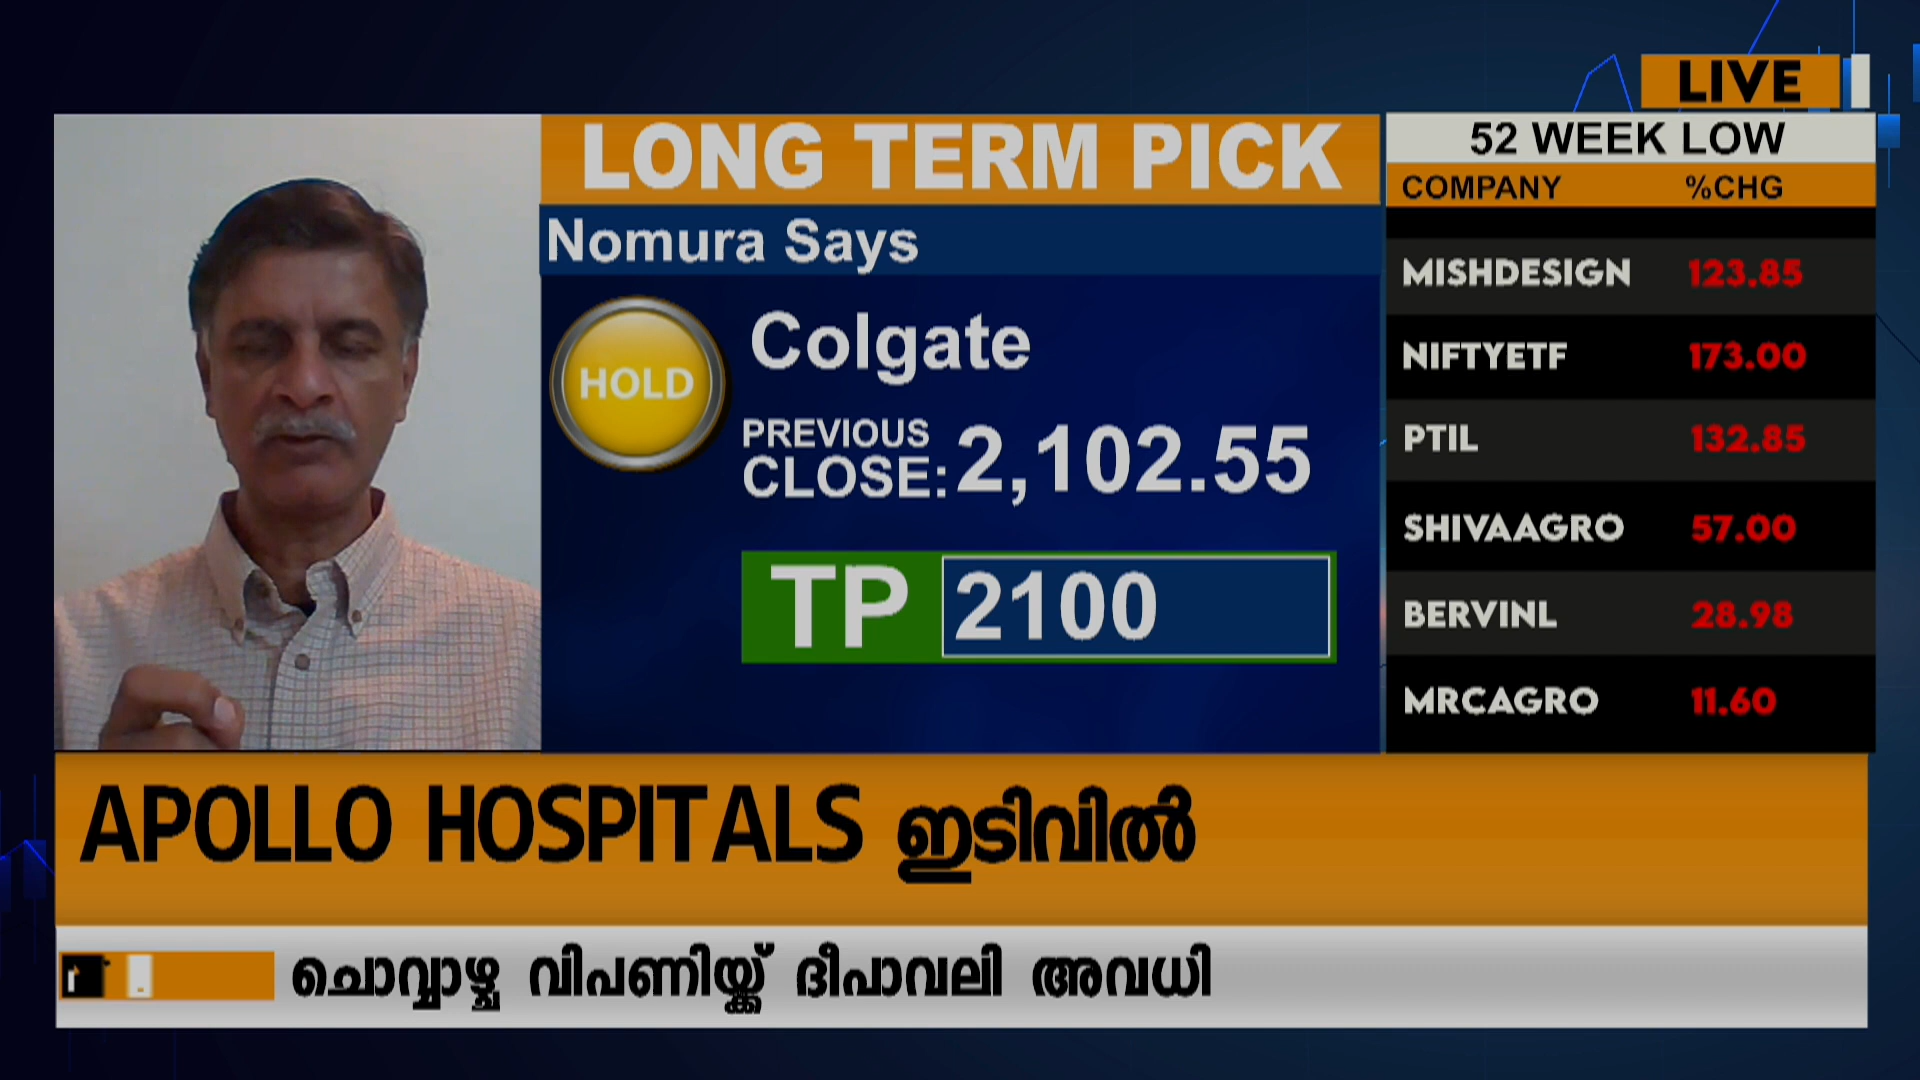 LIVE
LONG TERM PICK
Nomura Says
HOLD
Colgate
PREVIOUS
CLOSE: 2,102.55
TP 2100
52 WEEK LOW
COMPANY %CHG
MISHDESIGN 123.85
NIFTYETF 173.00
PTIL 132.85
SHIVAAGRO 57.00
BERVINL 28.98
MRCAGRO 11.60
APOLLO HOSPITALS ഇടിവിൽ
ചൊവ്വാഴ്ച വിപണിയ്ക്ക് ദീപാവലി അവധി